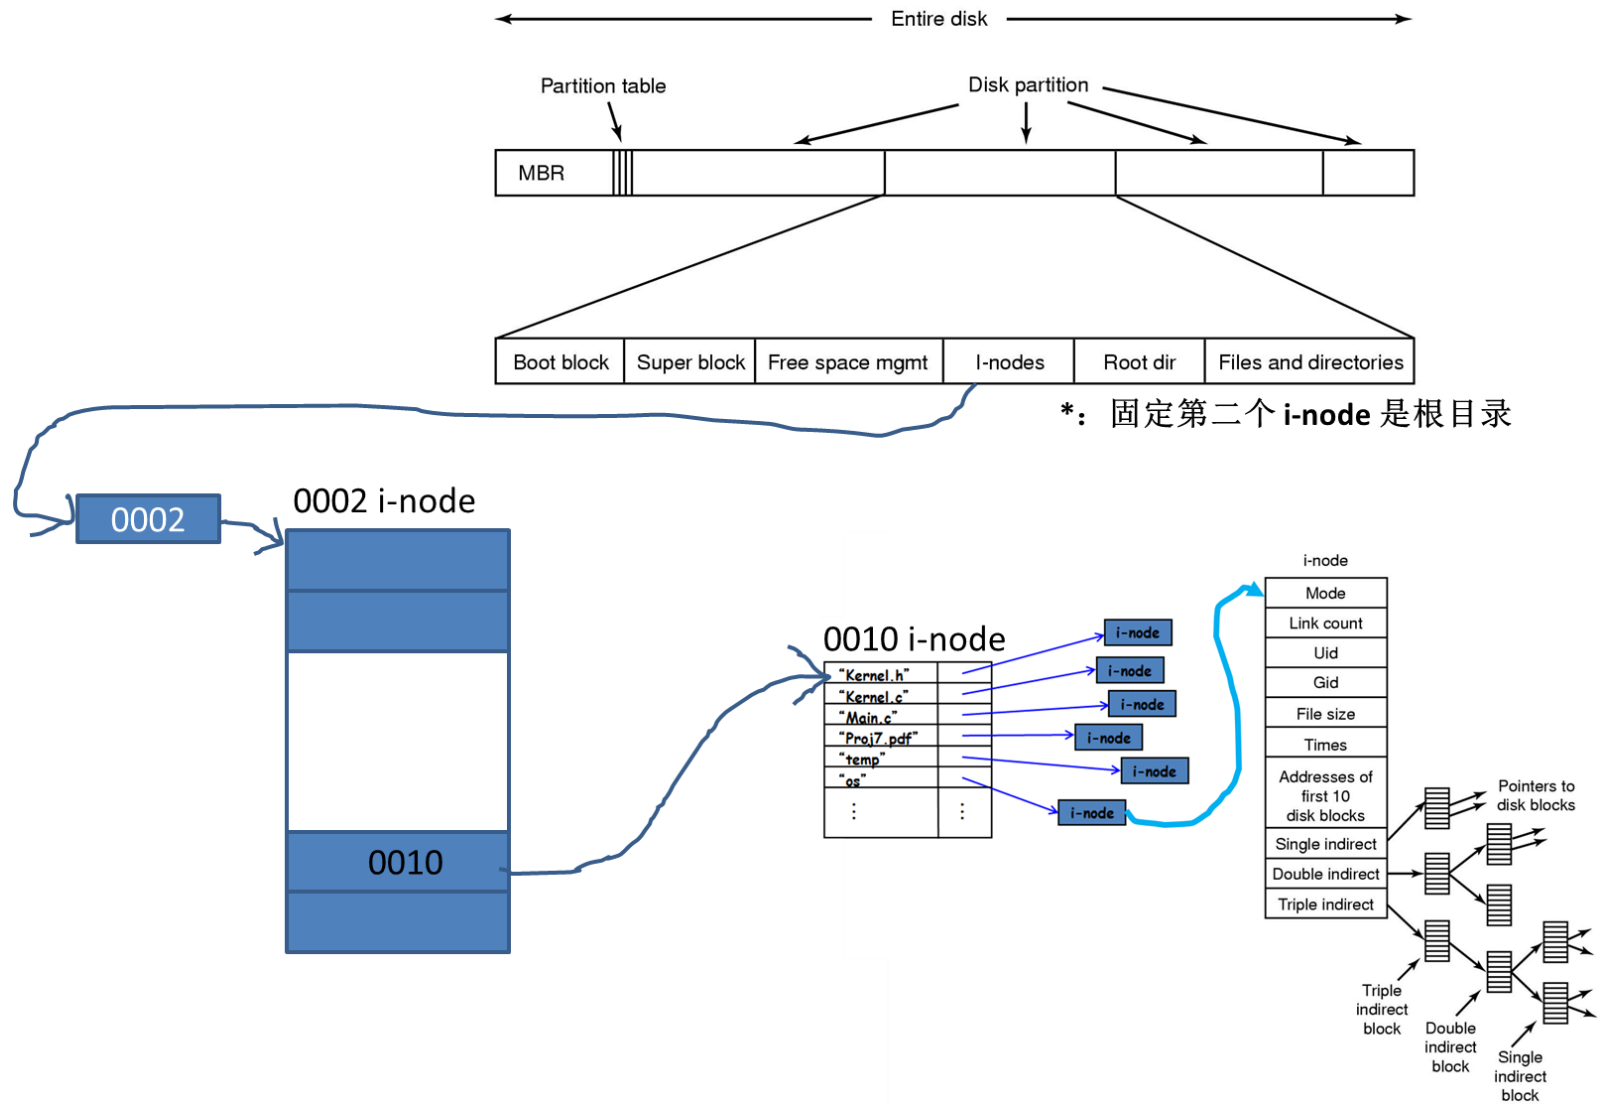 Entire disk
Partition table
Disk partition
MBR
Boot block
Super block
Free space mgmt
I-nodes
Root dir
Files and directories
*：固定第二个 i-node 是根目录
0002
0002 i-node
0010
0010 i-node
“Kernel.h”
“Kernel.c”
“Main.c”
“Proj7.pdf”
“temp”
“os”
⋮
⋮
i-node
i-node
i-node
i-node
i-node
i-node
i-node
Mode
Link count
Uid
Gid
File size
Times
Addresses of
first 10
disk blocks
Single indirect
Double indirect
Triple indirect
Pointers to
disk blocks
Triple
indirect
block
Double
indirect
block
Single
indirect
block